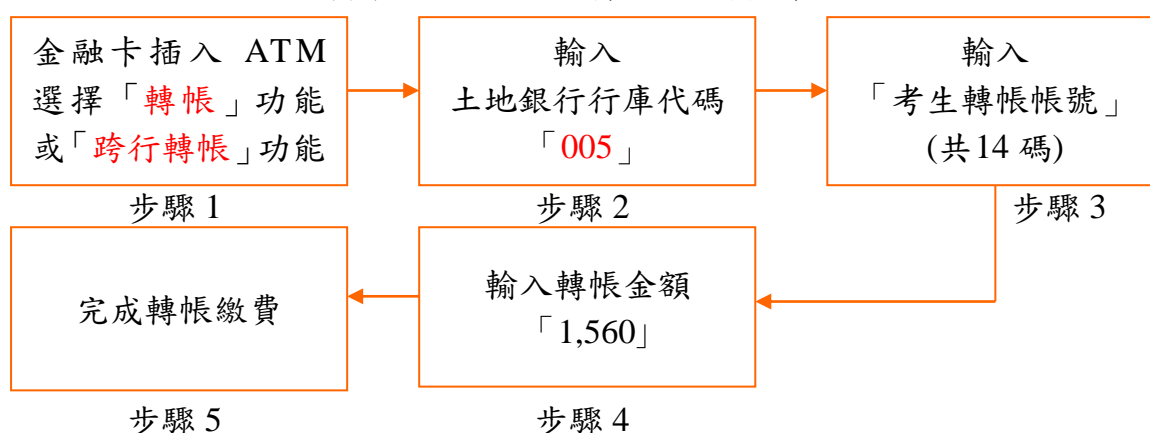 金融卡插入 ATM
選擇「轉帳」功能
或「跨行轉帳」功能
步驟 1
輸入
土地銀行行庫代碼
「005」
步驟 2
輸入
「考生轉帳帳號」
(共14 碼)
步驟 3
輸入轉帳金額
「1,560」
步驟 4
完成轉帳繳費
步驟 5